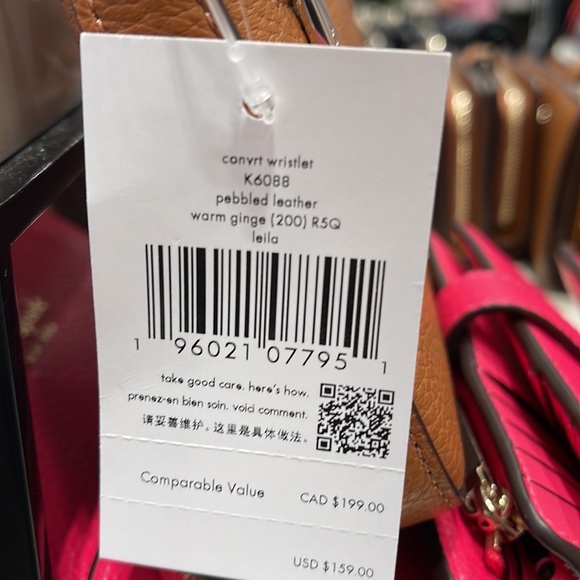 convrt wristlet
K6088
pebbled leather
warm ginge (200) R5Q
leila
1 96021 07795 1
take good care. here's how.
prenez-en bien soin. voici comment.
请妥善维护。这里是具体做法。
Comparable Value CAD $199.00
USD $159.00